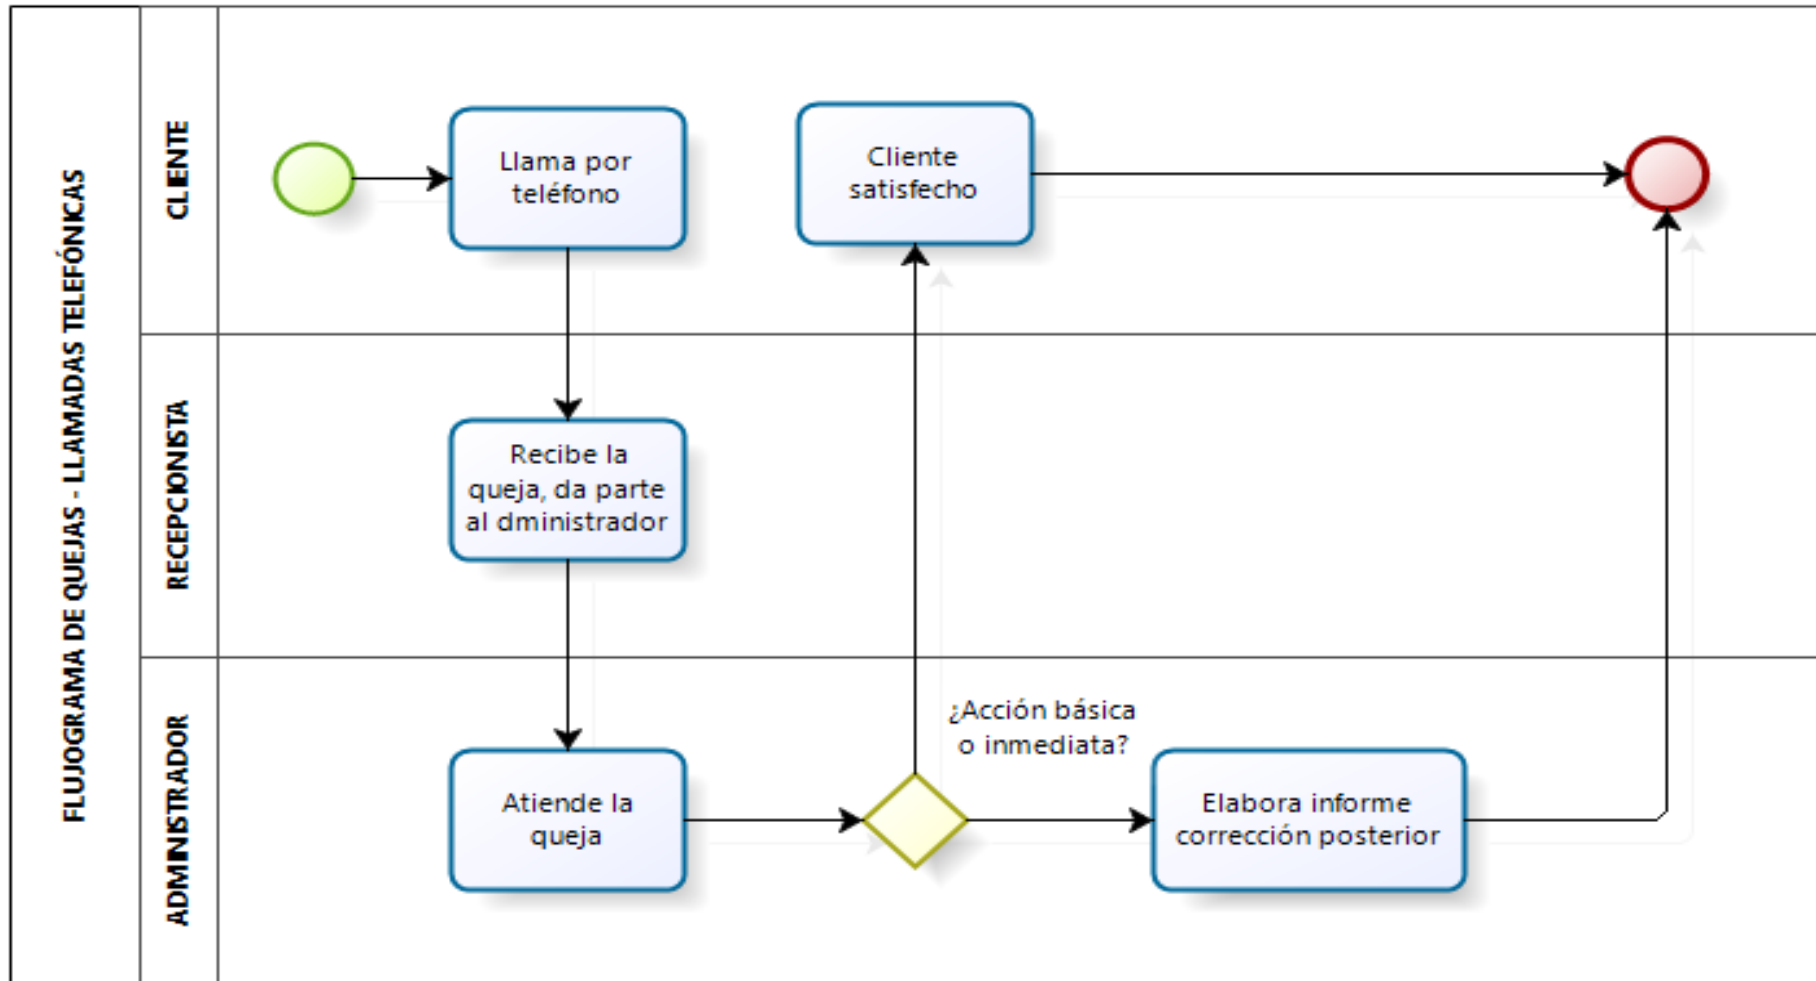 FLUJOGRAMA DE QUEJAS - LLAMADAS TELEFÓNICAS
CLIENTE
Llama por
teléfono
Cliente
satisfecho
RECEPCIONISTA
Recibe la
queja, da parte
al dministrador
ADMINISTRADOR
Atiende la
queja
¿Acción básica
o inmediata?
Elabora informe
corrección posterior